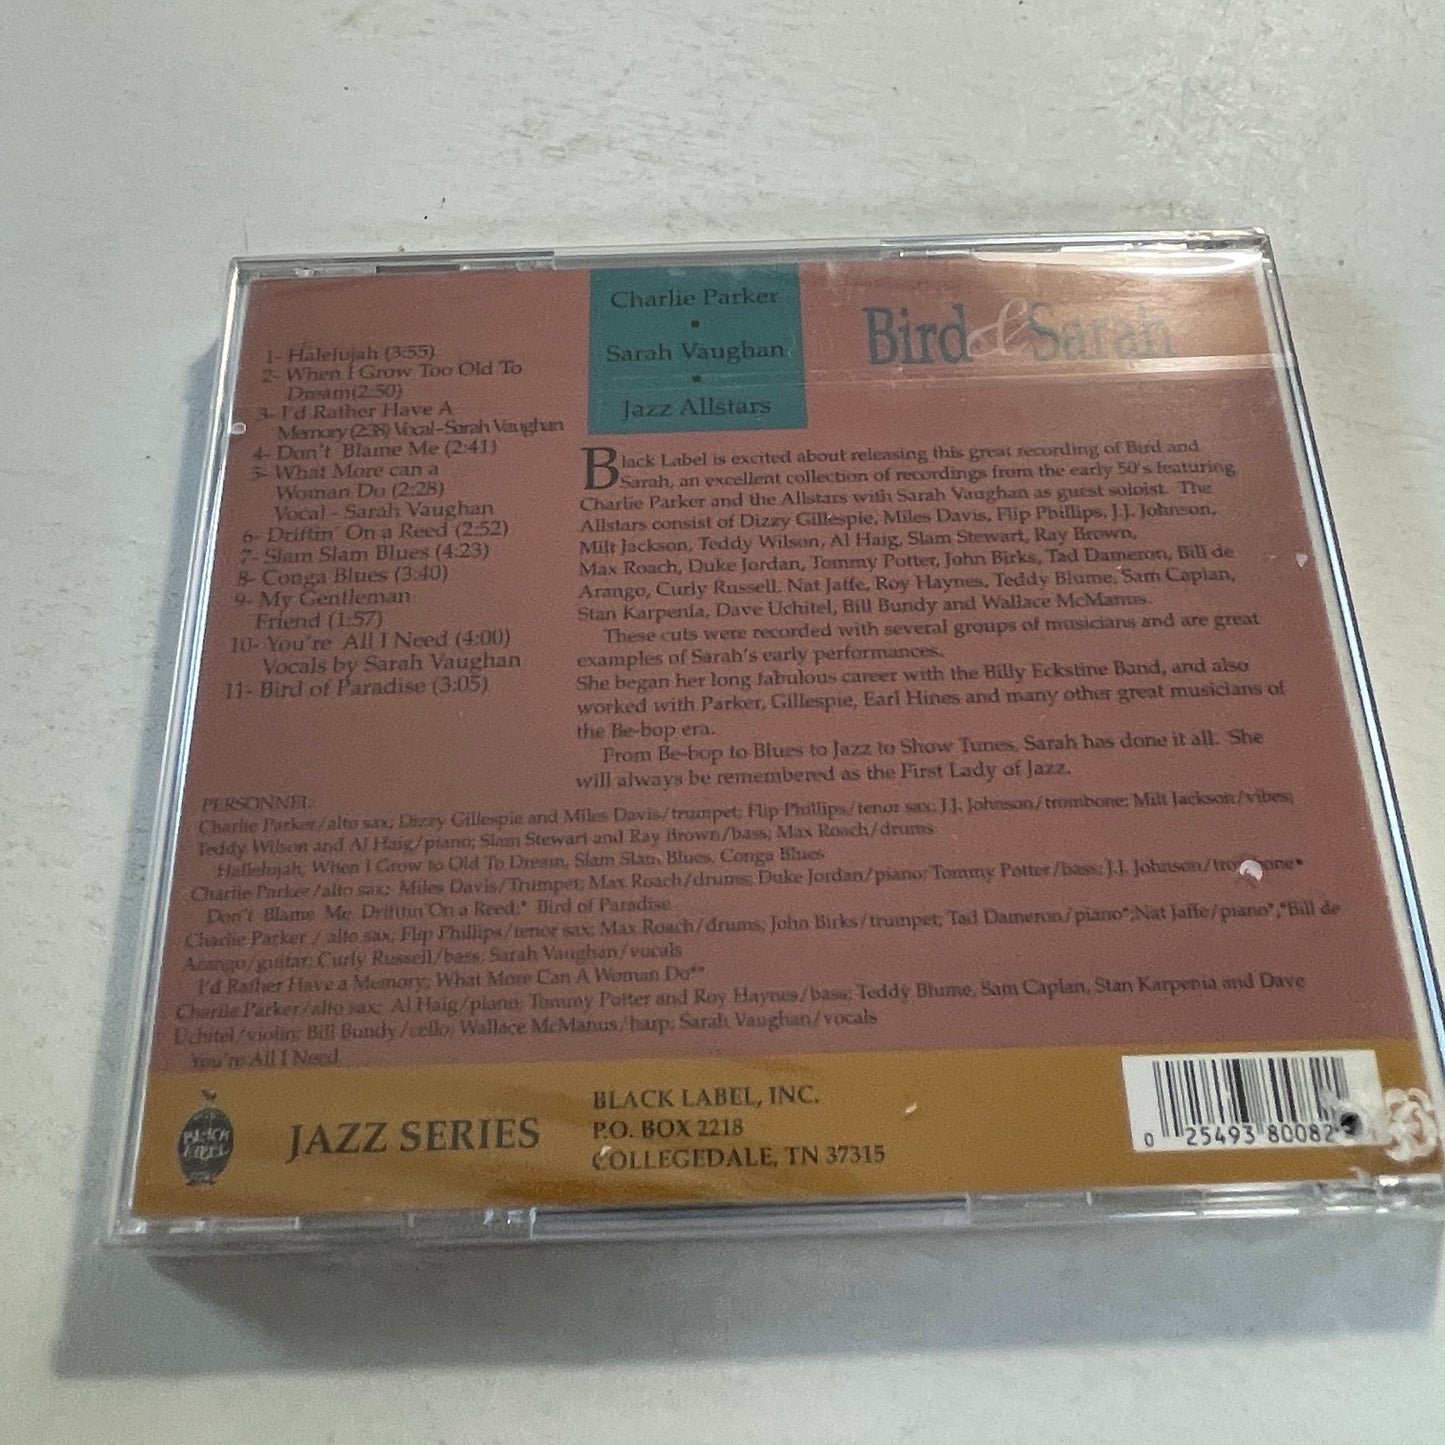 Charlie Parker
•
Sarah Vaughan
•
Jazz Allstars
Bird & Sarah
1- Halelujah (3:55)
2- When I Grow Too Old To
Dream(2:50)
3- I'd Rather Have A
Memory (2:38) Vocal-Sarah Vaughan
4- Don't Blame Me (2:41)
5- What More can a
Woman Do (2:28)
Vocal - Sarah Vaughan
6- Driftin' On a Reed (2:52)
7- Slam Slam Blues (4:23)
8- Conga Blues (3:40)
9- My Gentleman
Friend (1:57)
10- You're All I Need (4:00)
Vocals by Sarah Vaughan
11- Bird of Paradise (3:05)
Black Label is excited about releasing this great recording of Bird and
Sarah, an excellent collection of recordings from the early 50's featuring
Charlie Parker and the Allstars with Sarah Vaughan as guest soloist. The
Allstars consist of Dizzy Gillespie, Miles Davis, Flip Phillips, J.J. Johnson,
Milt Jackson, Teddy Wilson, Al Haig, Slam Stewart, Ray Brown,
Max Roach, Duke Jordan, Tommy Potter, John Birks, Tad Dameron, Bill de
Arango, Curly Russell, Nat Jaffe, Roy Haynes, Teddy Blume, Sam Caplan,
Stan Karpenia, Dave Uchitel, Bill Bundy and Wallace McManus.
These cuts were recorded with several groups of musicians and are great
examples of Sarah's early performances.
She began her long fabulous career with the Billy Eckstine Band, and also
worked with Parker, Gillespie, Earl Hines and many other great musicians of
the Be-bop era.
From Be-bop to Blues to Jazz to Show Tunes, Sarah has done it all. She
will always be remembered as the First Lady of Jazz.
PERSONNEL:
Charlie Parker/alto sax; Dizzy Gillespie and Miles Davis/trumpet; Flip Phillips/tenor sax; J.J. Johnson/trombone; Milt Jackson/vibes;
Teddy Wilson and Al Haig/piano; Slam Stewart and Ray Brown/bass; Max Roach/drums
Hallelujah, When I Grow to Old To Dream, Slam Slam Blues, Conga Blues
Charlie Parker/alto sax; Miles Davis/Trumpet; Max Roach/drums; Duke Jordan/piano; Tommy Potter/bass; J.J. Johnson/trombone*
Don't Blame Me, Driftin' On a Reed;* Bird of Paradise
Charlie Parker / alto sax; Flip Phillips/tenor sax; Max Roach/drums; John Birks/trumpet; Tad Dameron/piano*;Nat Jaffe/piano*,*Bill de
Arango/guitar; Curly Russell/bass; Sarah Vaughan/vocals
I'd Rather Have a Memory; What More Can A Woman Do**
Charlie Parker/alto sax; Al Haig/piano; Tommy Potter and Roy Haynes/bass; Teddy Blume, Sam Caplan, Stan Karpenia and Dave
Uchitel/violin; Bill Bundy/cello; Wallace McManus/harp; Sarah Vaughan/vocals
You're All I Need
BLACK LABEL
JAZZ SERIES
BLACK LABEL, INC.
P.O. BOX 2218
COLLEGEDALE, TN 37315
0 25493 80082